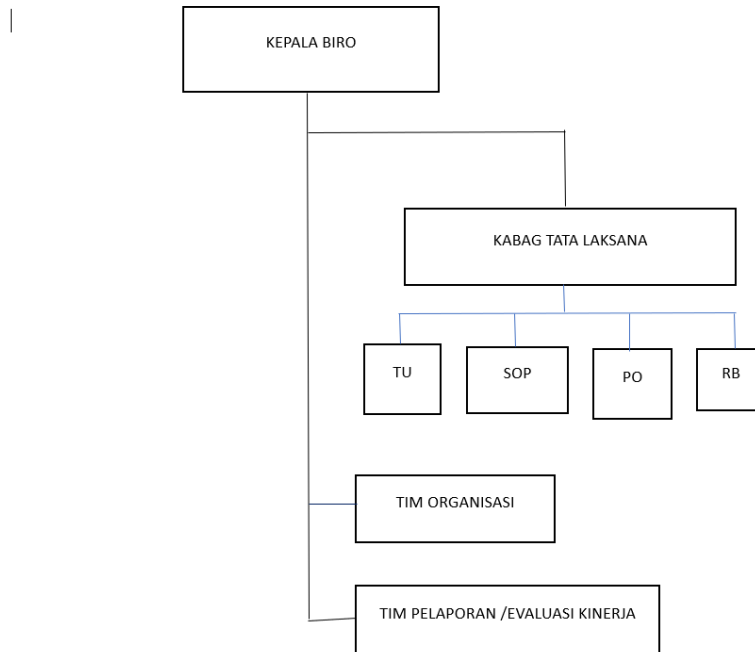 KEPALA BIRO
KABAG TATA LAKSANA
TU
SOP
PO
RB
TIM ORGANISASI
TIM PELAPORAN /EVALUASI KINERJA